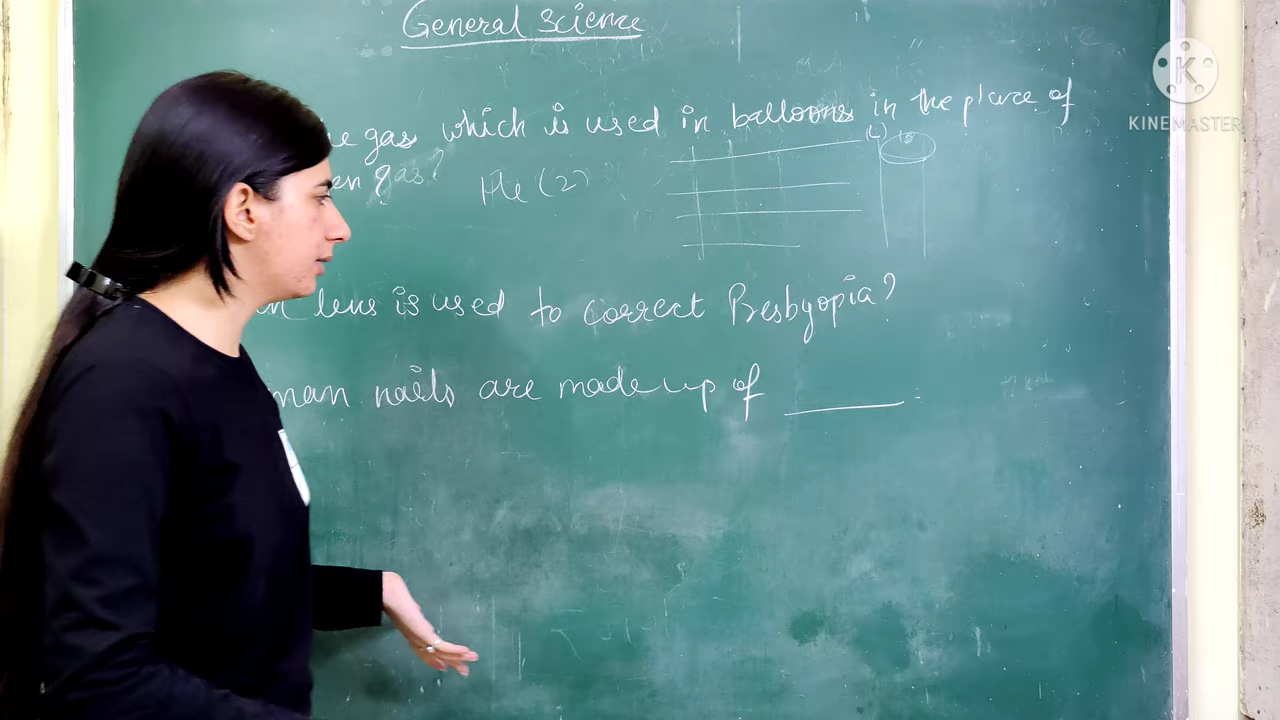 General Science
gas which is used in balloons in the place of
en gas? He (2)
lens is used to correct Presbyopia?
man nails are made up of ______.
K
KINEMASTER